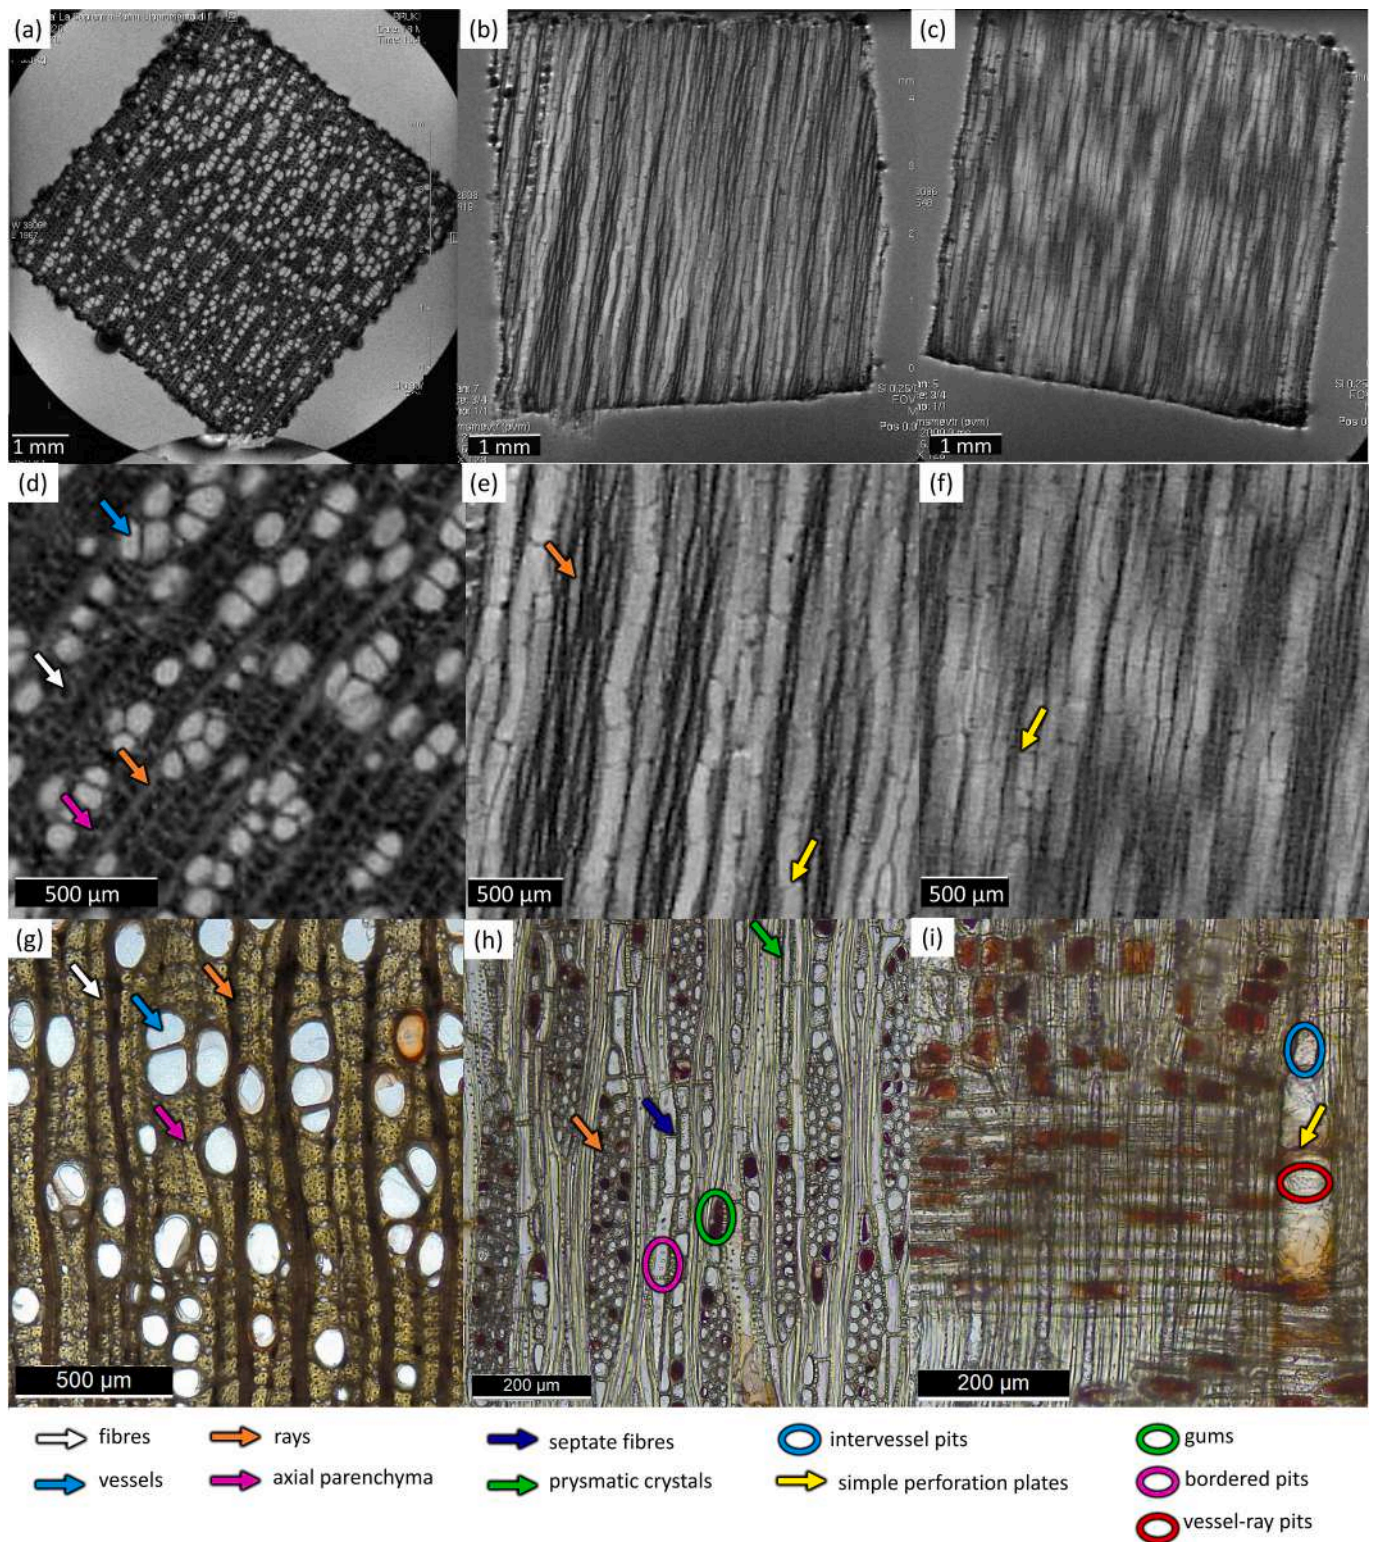 (a)
1 mm
(b)
1 mm
(c)
1 mm
(d)
500 µm
(e)
500 µm
(f)
500 µm
(g)
500 µm
(h)
200 µm
(i)
200 µm
fibres
rays
septate fibres
intervessel pits
gums
vessels
axial parenchyma
prysmatic crystals
simple perforation plates
bordered pits
vessel-ray pits